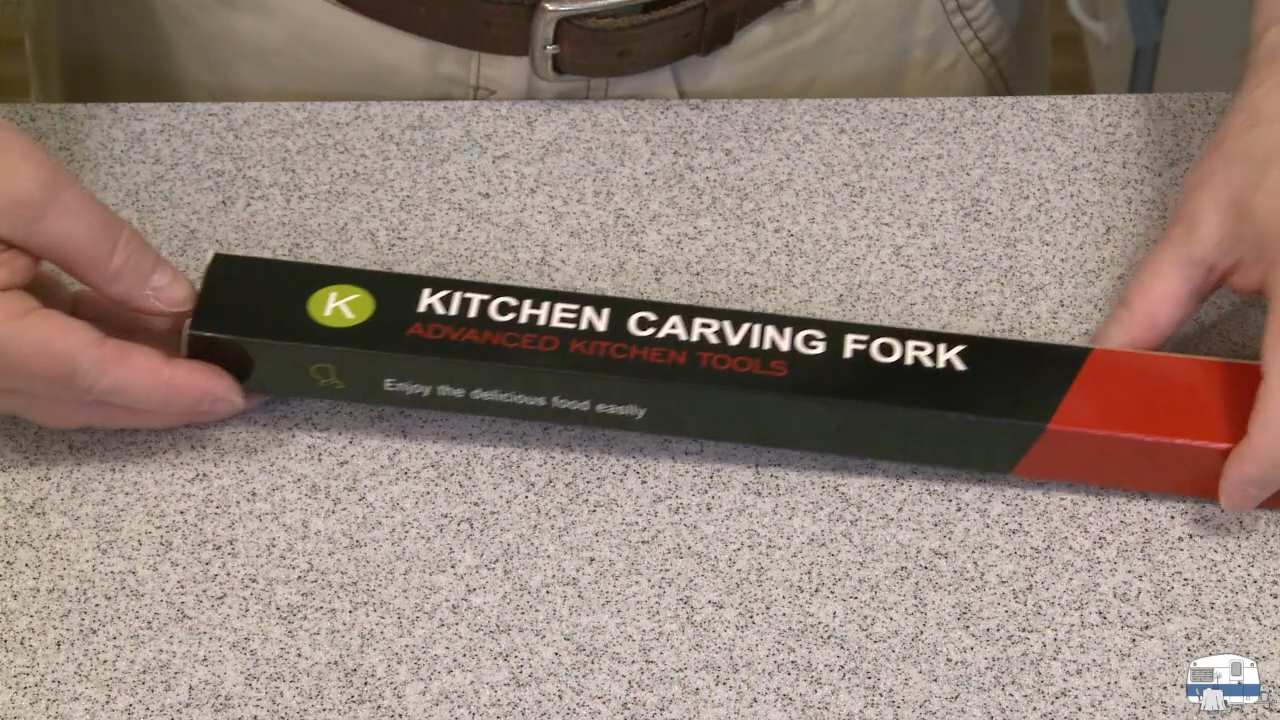 K
KITCHEN CARVING FORK
ADVANCED KITCHEN TOOLS
Enjoy the delicious food easily